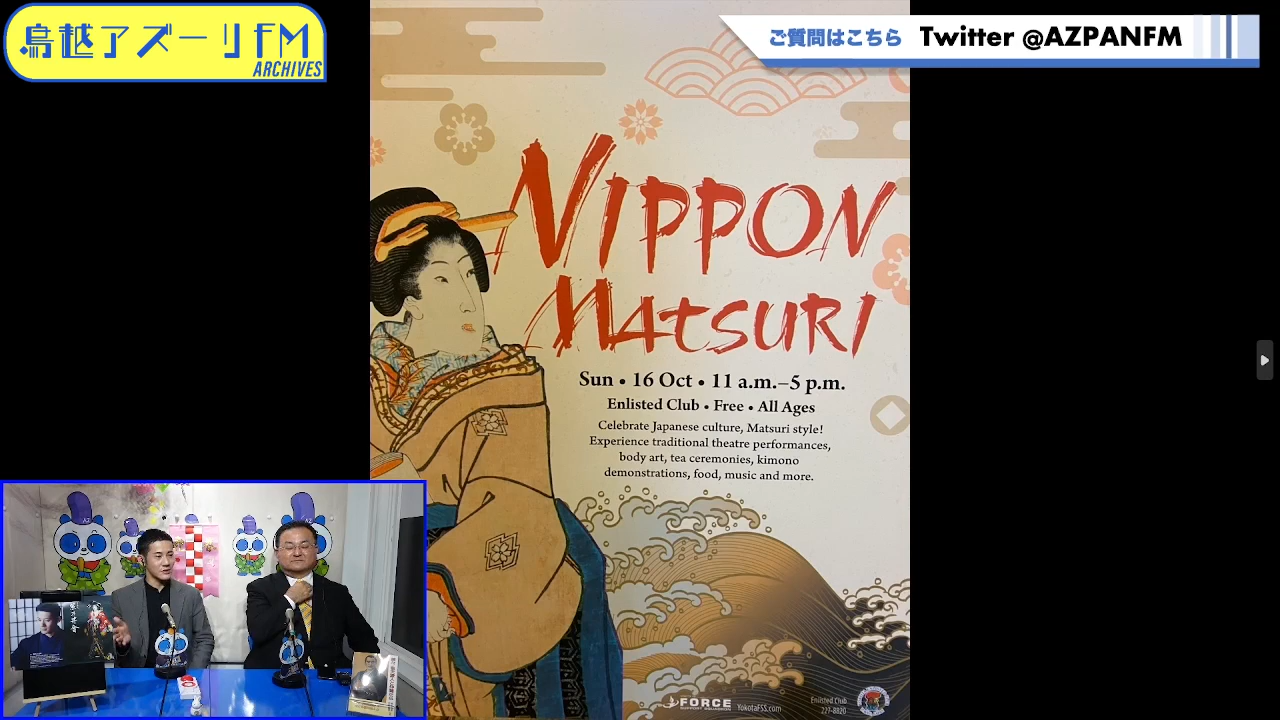 鳥越アズーリFM
ARCHIVES
ご質問はこちら Twitter @AZPANFM
NIPPON
MATSURI
Sun • 16 Oct • 11 a.m.–5 p.m.
Enlisted Club • Free • All Ages
Celebrate Japanese culture, Matsuri style!
Experience traditional theatre performances,
body art, tea ceremonies, kimono
demonstrations, food, music and more.
FORCE
YokotaFSS.com
Enlisted Club
227-8820